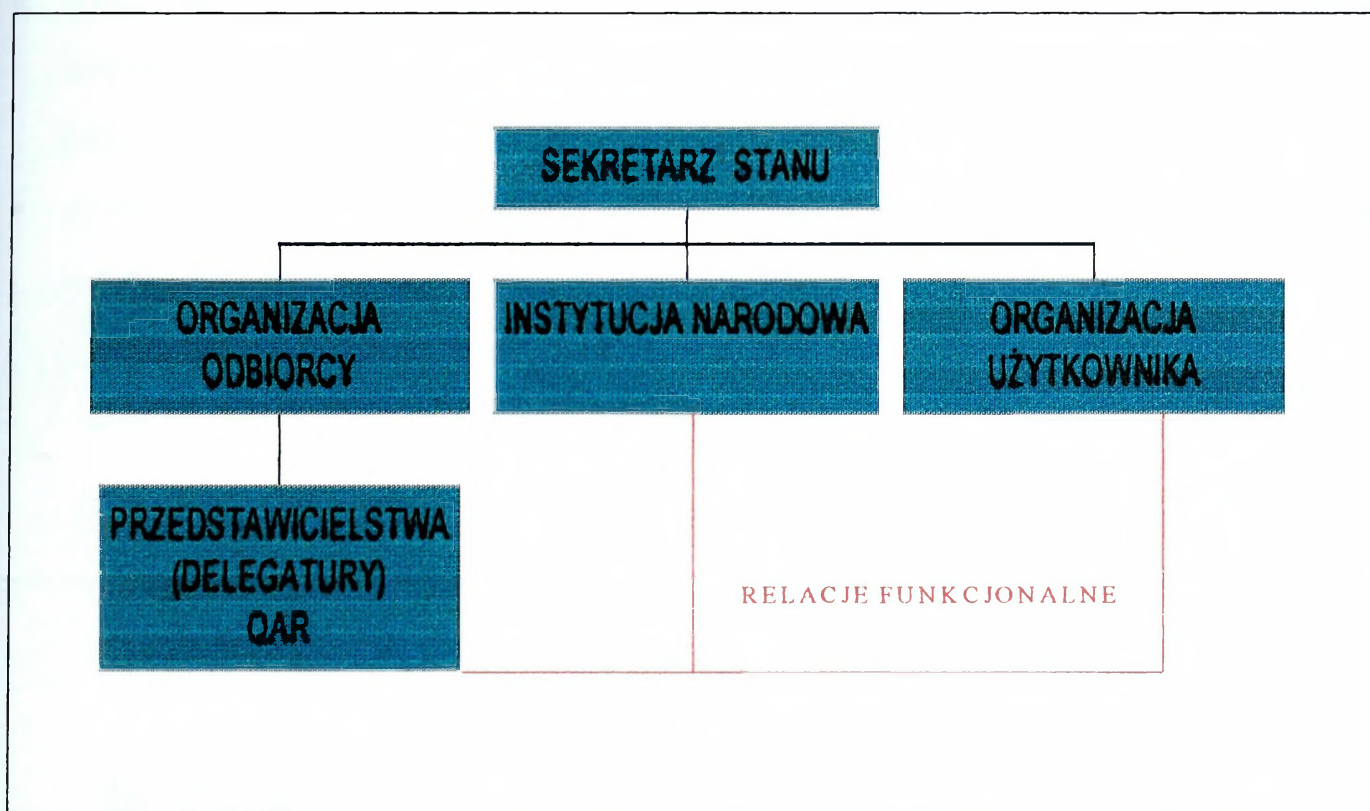 SEKRETARZ STANU
ORGANIZACJA
ODBIORCY
INSTYTUCJA NARODOWA
ORGANIZACJA
UŻYTKOWNIKA
PRZEDSTAWICIELSTWA
(DELEGATURY)
QAR
RELACJE FUNKCJONALNE